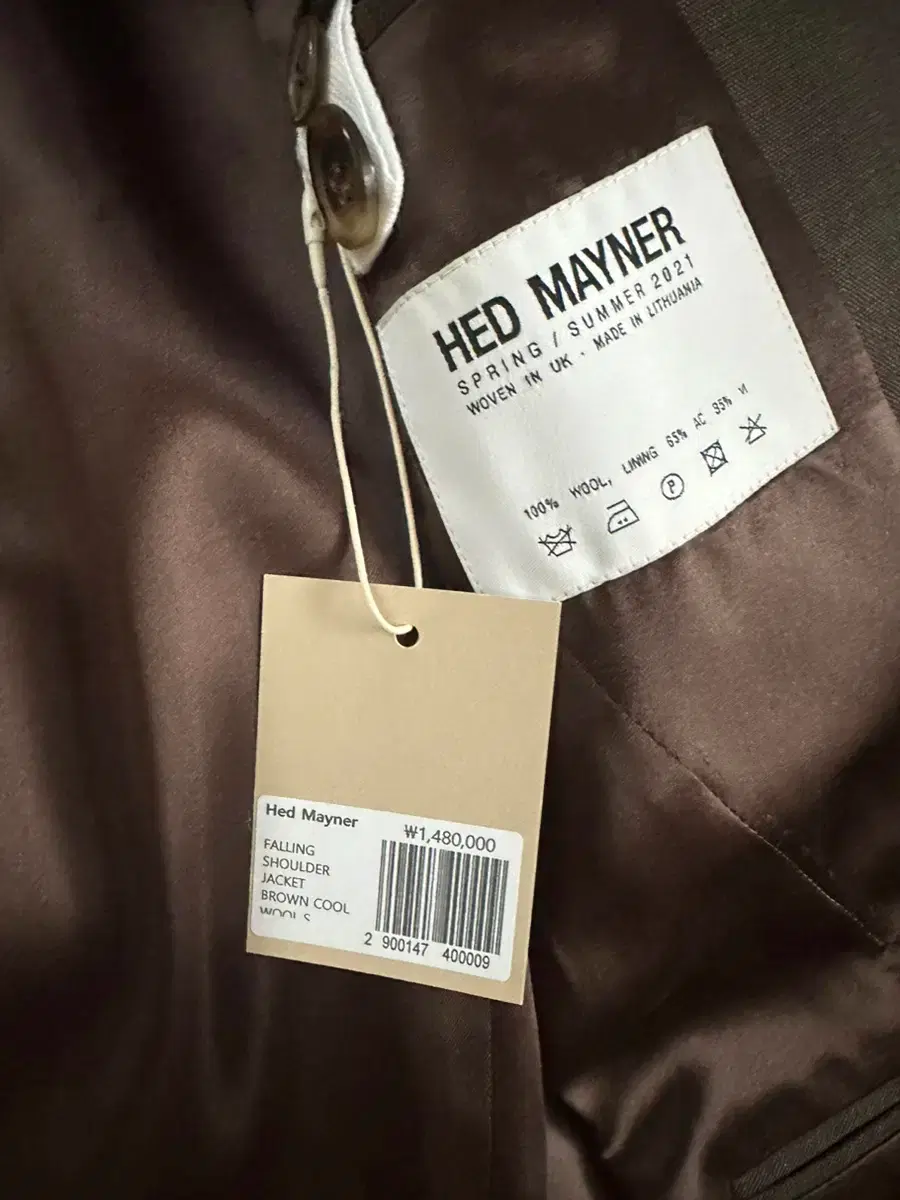 HED MAYNER
SPRING / SUMMER 2021
WOVEN IN UK - MADE IN LITHUANIA
100% WOOL, LINING 65% AC 35% VI
P
Hed Mayner
₩1,480,000
FALLING
SHOULDER
JACKET
BROWN COOL
WOOL S
2 900147 400009